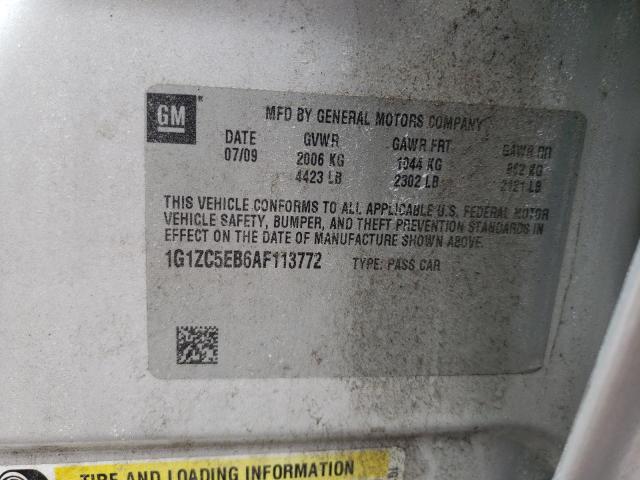 GM
MFD BY GENERAL MOTORS COMPANY
DATE GVWR GAWR FRT GAWR RR
07/09 2006 KG 1044 KG 962 KG
4423 LB 2302 LB 2121 LB
THIS VEHICLE CONFORMS TO ALL APPLICABLE U.S. FEDERAL MOTOR
VEHICLE SAFETY, BUMPER, AND THEFT PREVENTION STANDARDS IN
EFFECT ON THE DATE OF MANUFACTURE SHOWN ABOVE.
1G1ZC5EB6AF113772 TYPE: PASS CAR
TIRE AND LOADING INFORMATION